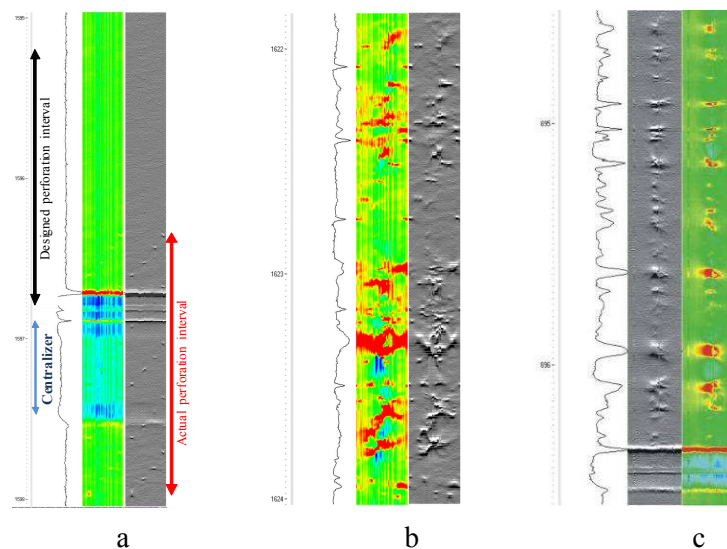 1595
1596
1597
1598
Designed perforation interval
Centralizer
Actual perforation interval
1622
1623
1624
895
896
a
b
c